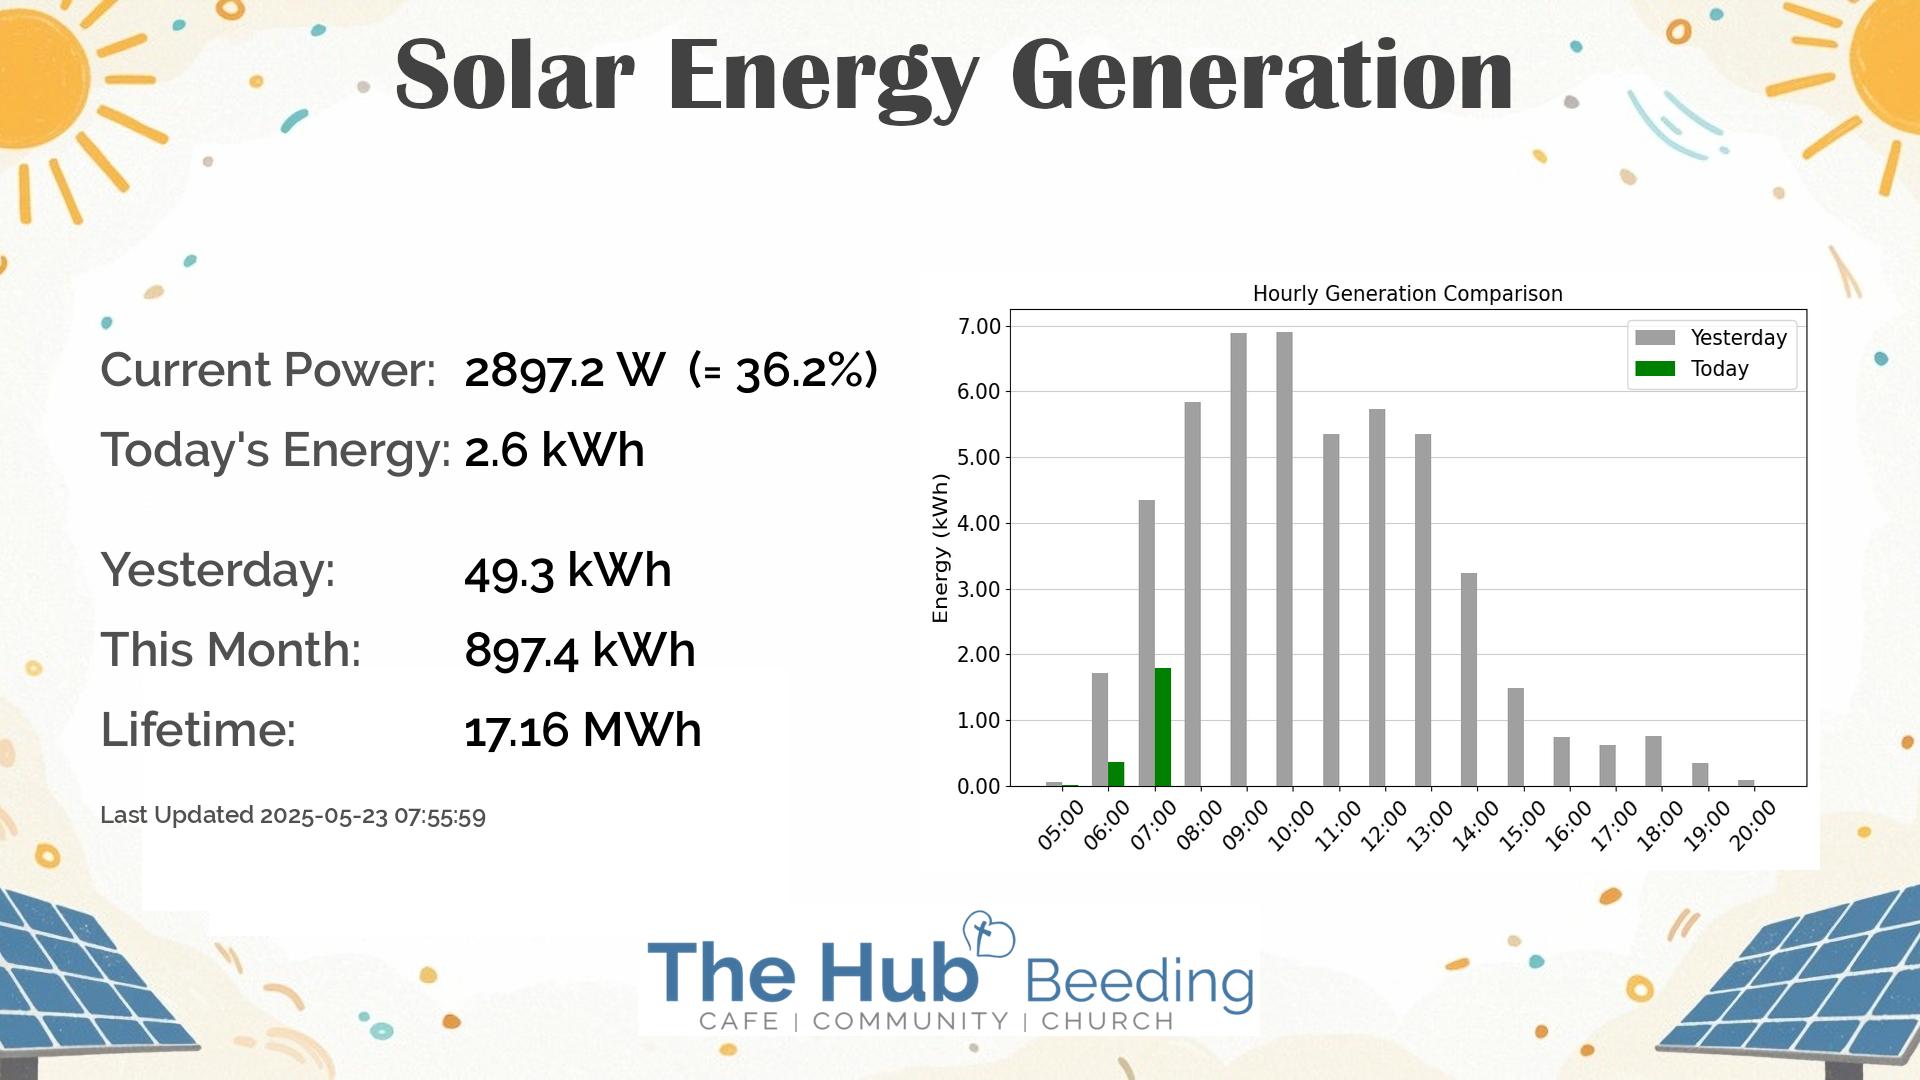 Solar Energy Generation
Current Power: 2897.2 W (= 36.2%)
Today's Energy: 2.6 kWh
Yesterday: 49.3 kWh
This Month: 897.4 kWh
Lifetime: 17.16 MWh
Last Updated 2025-05-23 07:55:59
Hourly Generation Comparison
Yesterday
Today
Energy (kWh)
7.00
6.00
5.00
4.00
3.00
2.00
1.00
0.00
05:00 06:00 07:00 08:00 09:00 10:00 11:00 12:00 13:00 14:00 15:00 16:00 17:00 18:00 19:00 20:00
The Hub Beeding
CAFE | COMMUNITY | CHURCH